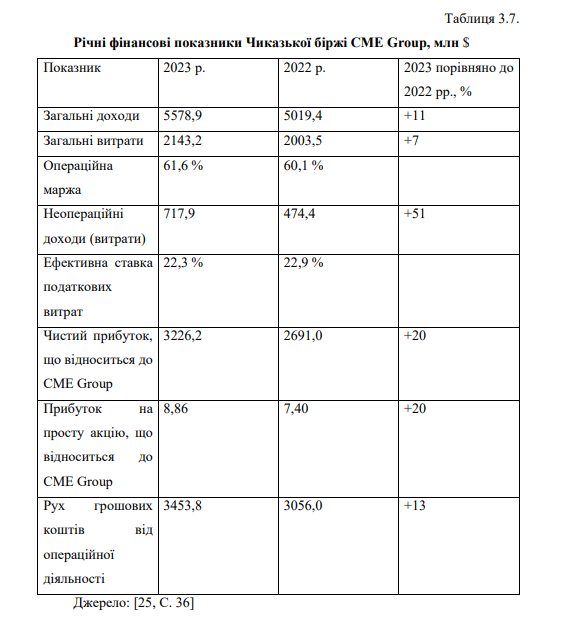 Таблиця 3.7.
Річні фінансові показники Чиказької біржі CME Group, млн $
Показник 2023 р. 2022 р. 2023 порівняно до
2022 рр., %
Загальні доходи 5578,9 5019,4 +11
Загальні витрати 2143,2 2003,5 +7
Операційна 61,6 % 60,1 %
маржа
Неопераційні 717,9 474,4 +51
доходи (витрати)
Ефективна ставка 22,3 % 22,9 %
податкових
витрат
Чистий прибуток, 3226,2 2691,0 +20
що відноситься до
CME Group
Прибуток на 8,86 7,40 +20
просту акцію, що
відноситься до
CME Group
Рух грошових 3453,8 3056,0 +13
коштів від
операційної
діяльності
Джерело: [25, С. 36]